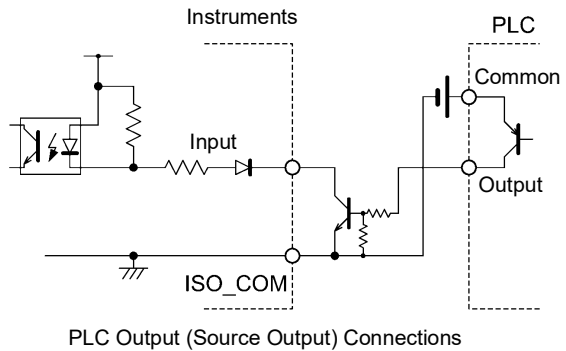 Instruments
PLC
Common
Input
Output
ISO_COM
PLC Output (Source Output) Connections